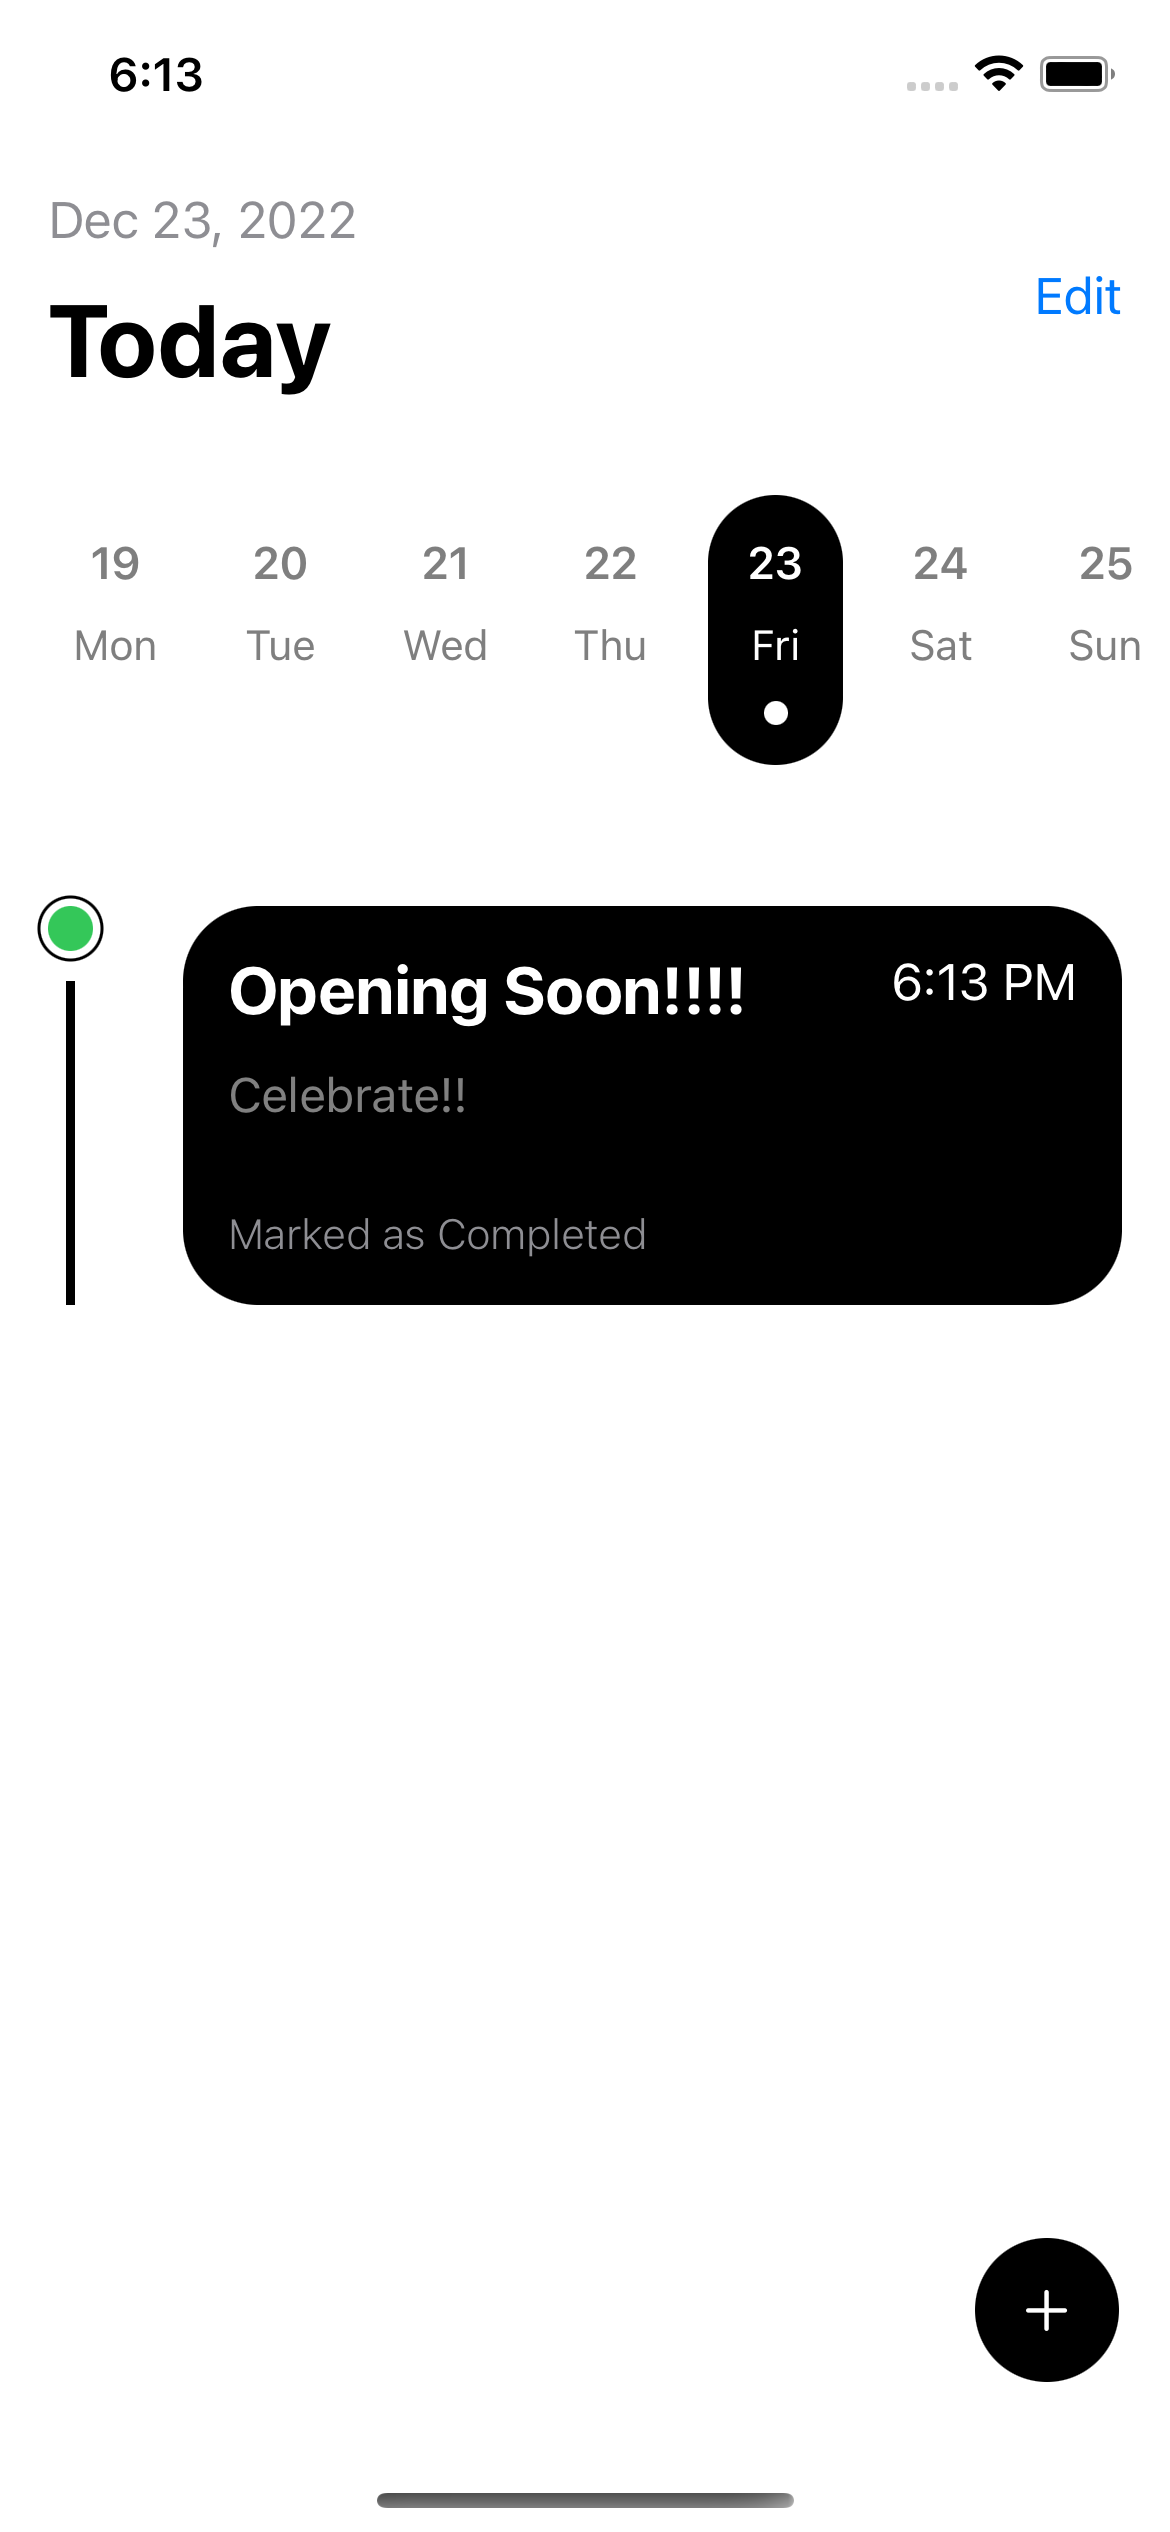 6:13
Dec 23, 2022
Today
Edit
19 20 21 22 23 24 25
Mon Tue Wed Thu Fri Sat Sun
Opening Soon!!!! 6:13 PM
Celebrate!!
Marked as Completed